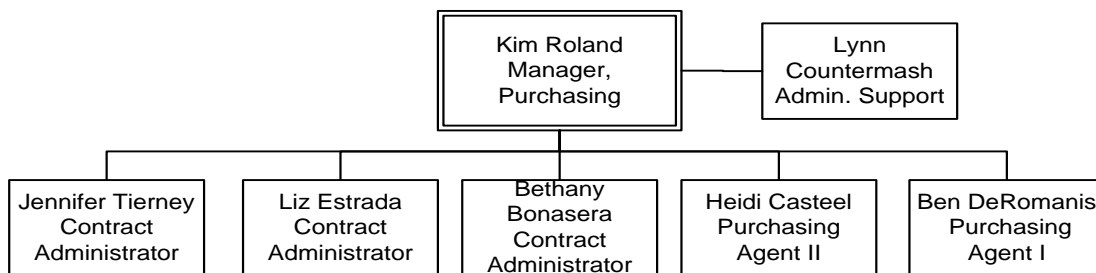 Kim Roland
Manager,
Purchasing
Lynn
Countermash
Admin. Support
Jennifer Tierney
Contract
Administrator
Liz Estrada
Contract
Administrator
Bethany
Bonasera
Contract
Administrator
Heidi Casteel
Purchasing
Agent II
Ben DeRomanis
Purchasing
Agent I